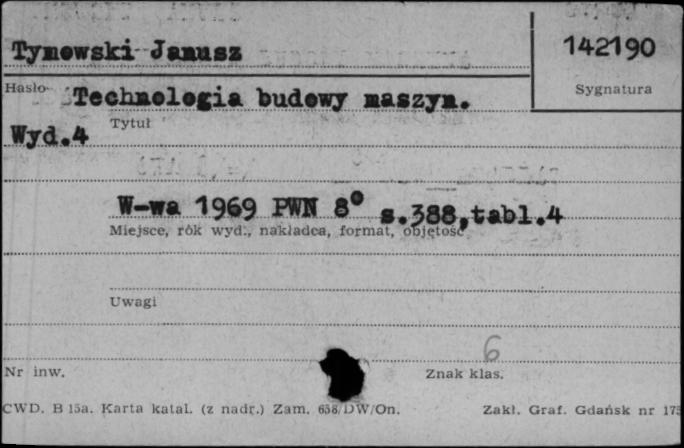 Tymowski Janusz
142190
Hasło
Sygnatura
Technologia budowy maszyn.
Tytuł
Wyd.4
W-wa 1969 PWN 8° s.388,tabl.4
Miejsce, rok wyd., nakładca, format, objętość
Uwagi
6
Nr inw.
Znak klas.
CWD. B 15a. Karta katal. (z nadr.) Zam. 658/DW/On.
Zakł. Graf. Gdańsk nr 175